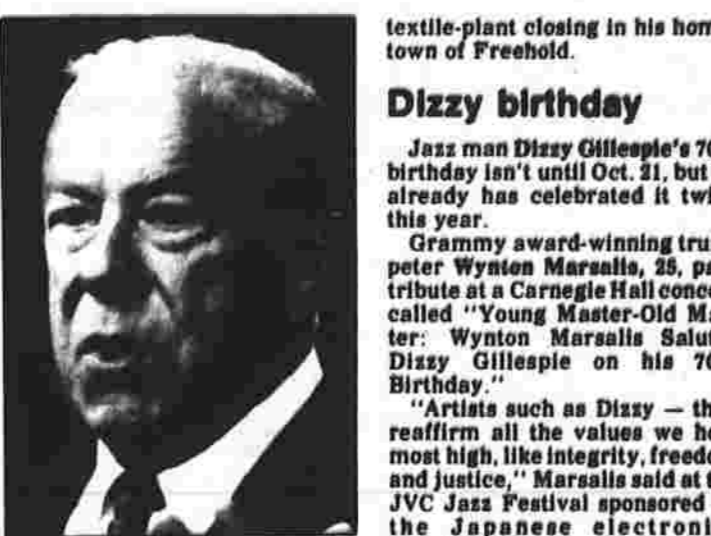 textile-plant closing in his hom
town of Freehold.
Dizzy birthday
Jazz man Dizzy Gillespie's 70
birthday isn't until Oct. 21, but
already has celebrated it twi
this year.
Grammy award-winning tru
peter Wynton Marsalis, 25, pa
tribute at a Carnegie Hall conce
called "Young Master-Old Ma
ter: Wynton Marsalis Salut
Dizzy Gillespie on his 70
Birthday."
"Artists such as Dizzy — th
reaffirm all the values we ho
most high, like integrity, freedo
and justice," Marsalis said at t
JVC Jazz Festival sponsored
the Japanese electroni